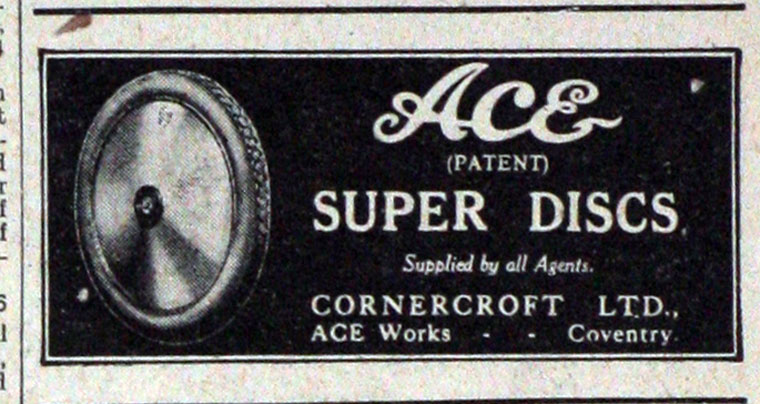 ACE
(PATENT)
SUPER DISCS.
Supplied by all Agents.
CORNERCROFT LTD.,
ACE Works - - Coventry.